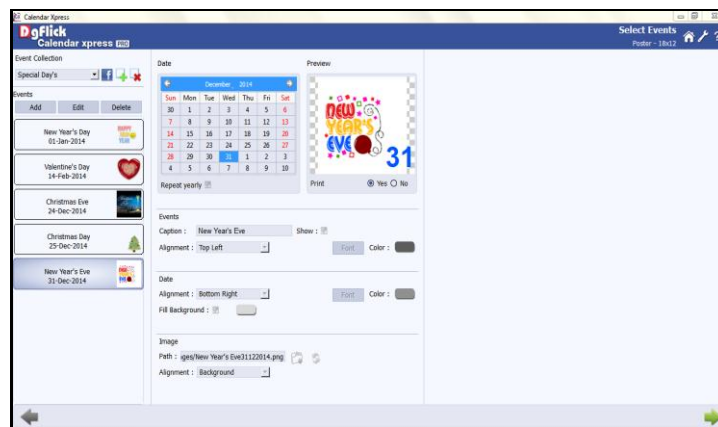 Calendar Xpress
DgFlick
Calendar xpress PRO
Select Events
Poster - 18x12
Event Collection
Special Day's
Events
Add Edit Delete
New Year's Day
01-Jan-2014
Valentine's Day
14-Feb-2014
Christmas Eve
24-Dec-2014
Christmas Day
25-Dec-2014
New Year's Eve
31-Dec-2014
Date
December, 2014
Sun Mon Tue Wed Thu Fri Sat
30 1 2 3 4 5 6
7 8 9 10 11 12 13
14 15 16 17 18 19 20
21 22 23 24 25 26 27
28 29 30 31 1 2 3
4 5 6 7 8 9 10
Repeat yearly
Preview
NEW
YEAR'S
EVE
31
Print Yes No
Events
Caption : New Year's Eve Show :
Alignment : Top Left Font Color :
Date
Alignment : Bottom Right Font Color :
Fill Background :
Image
Path : ges/New Year's Eve31122014.png
Alignment : Background